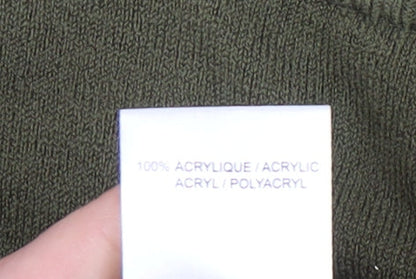 100% ACRYLIQUE / ACRYLIC
ACRYL / POLYACRYL